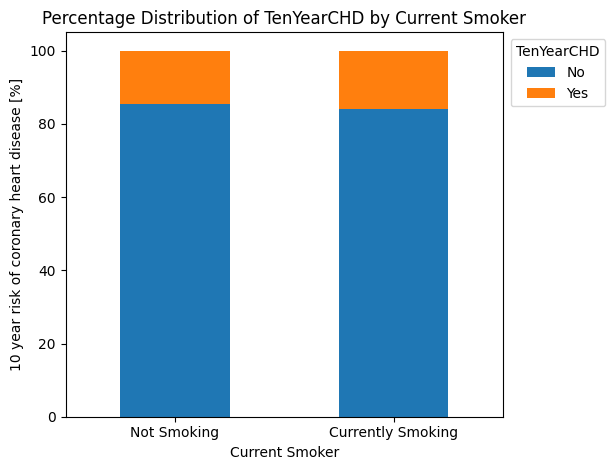 Percentage Distribution of TenYearCHD by Current Smoker
10 year risk of coronary heart disease [%]
100
80
60
40
20
0
Not Smoking
Currently Smoking
Current Smoker
TenYearCHD
No
Yes